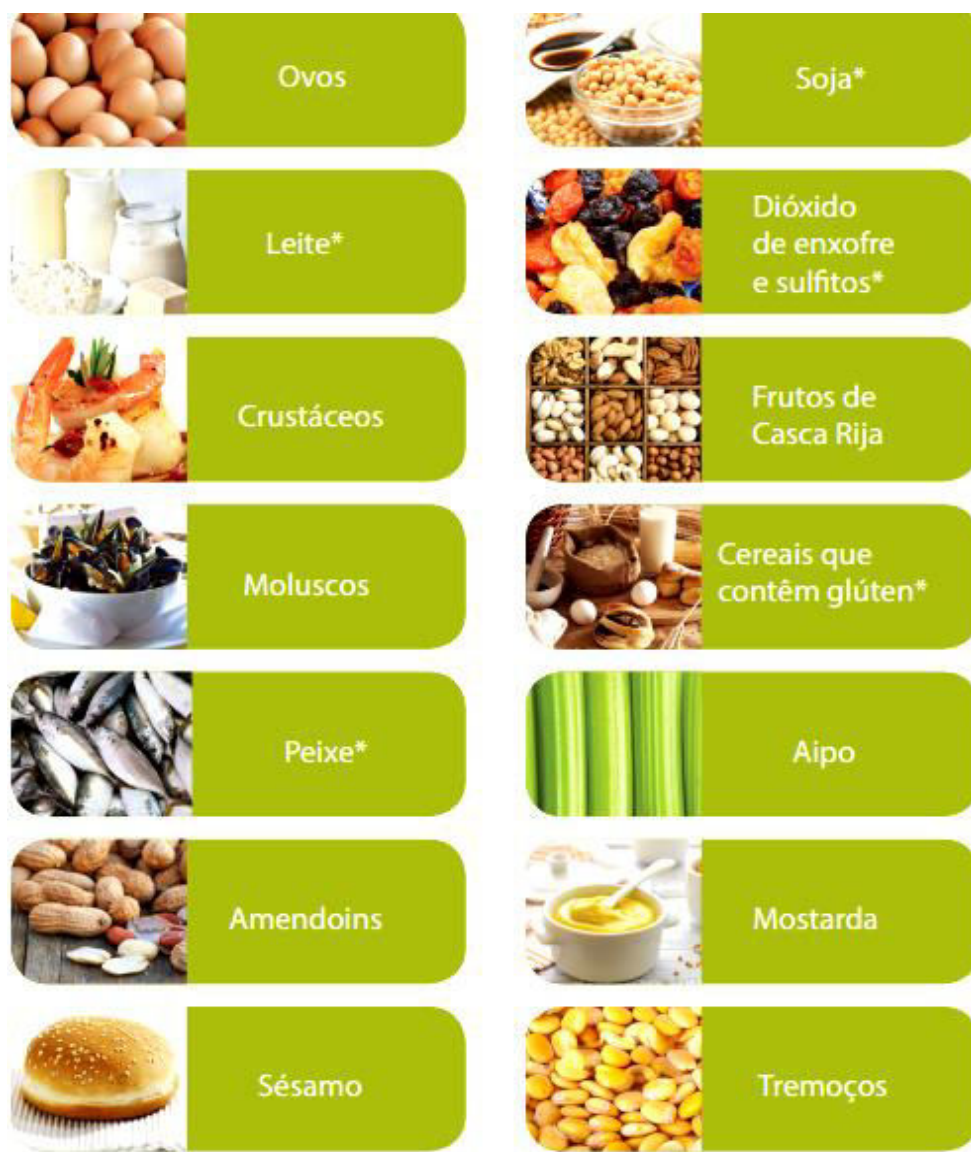 Ovos
Soja*
Leite*
Dióxido
de enxofre
e sulfitos*
Crustáceos
Frutos de
Casca Rija
Moluscos
Cereais que
contêm glúten*
Peixe*
Aipo
Amendoins
Mostarda
Sésamo
Tremoços